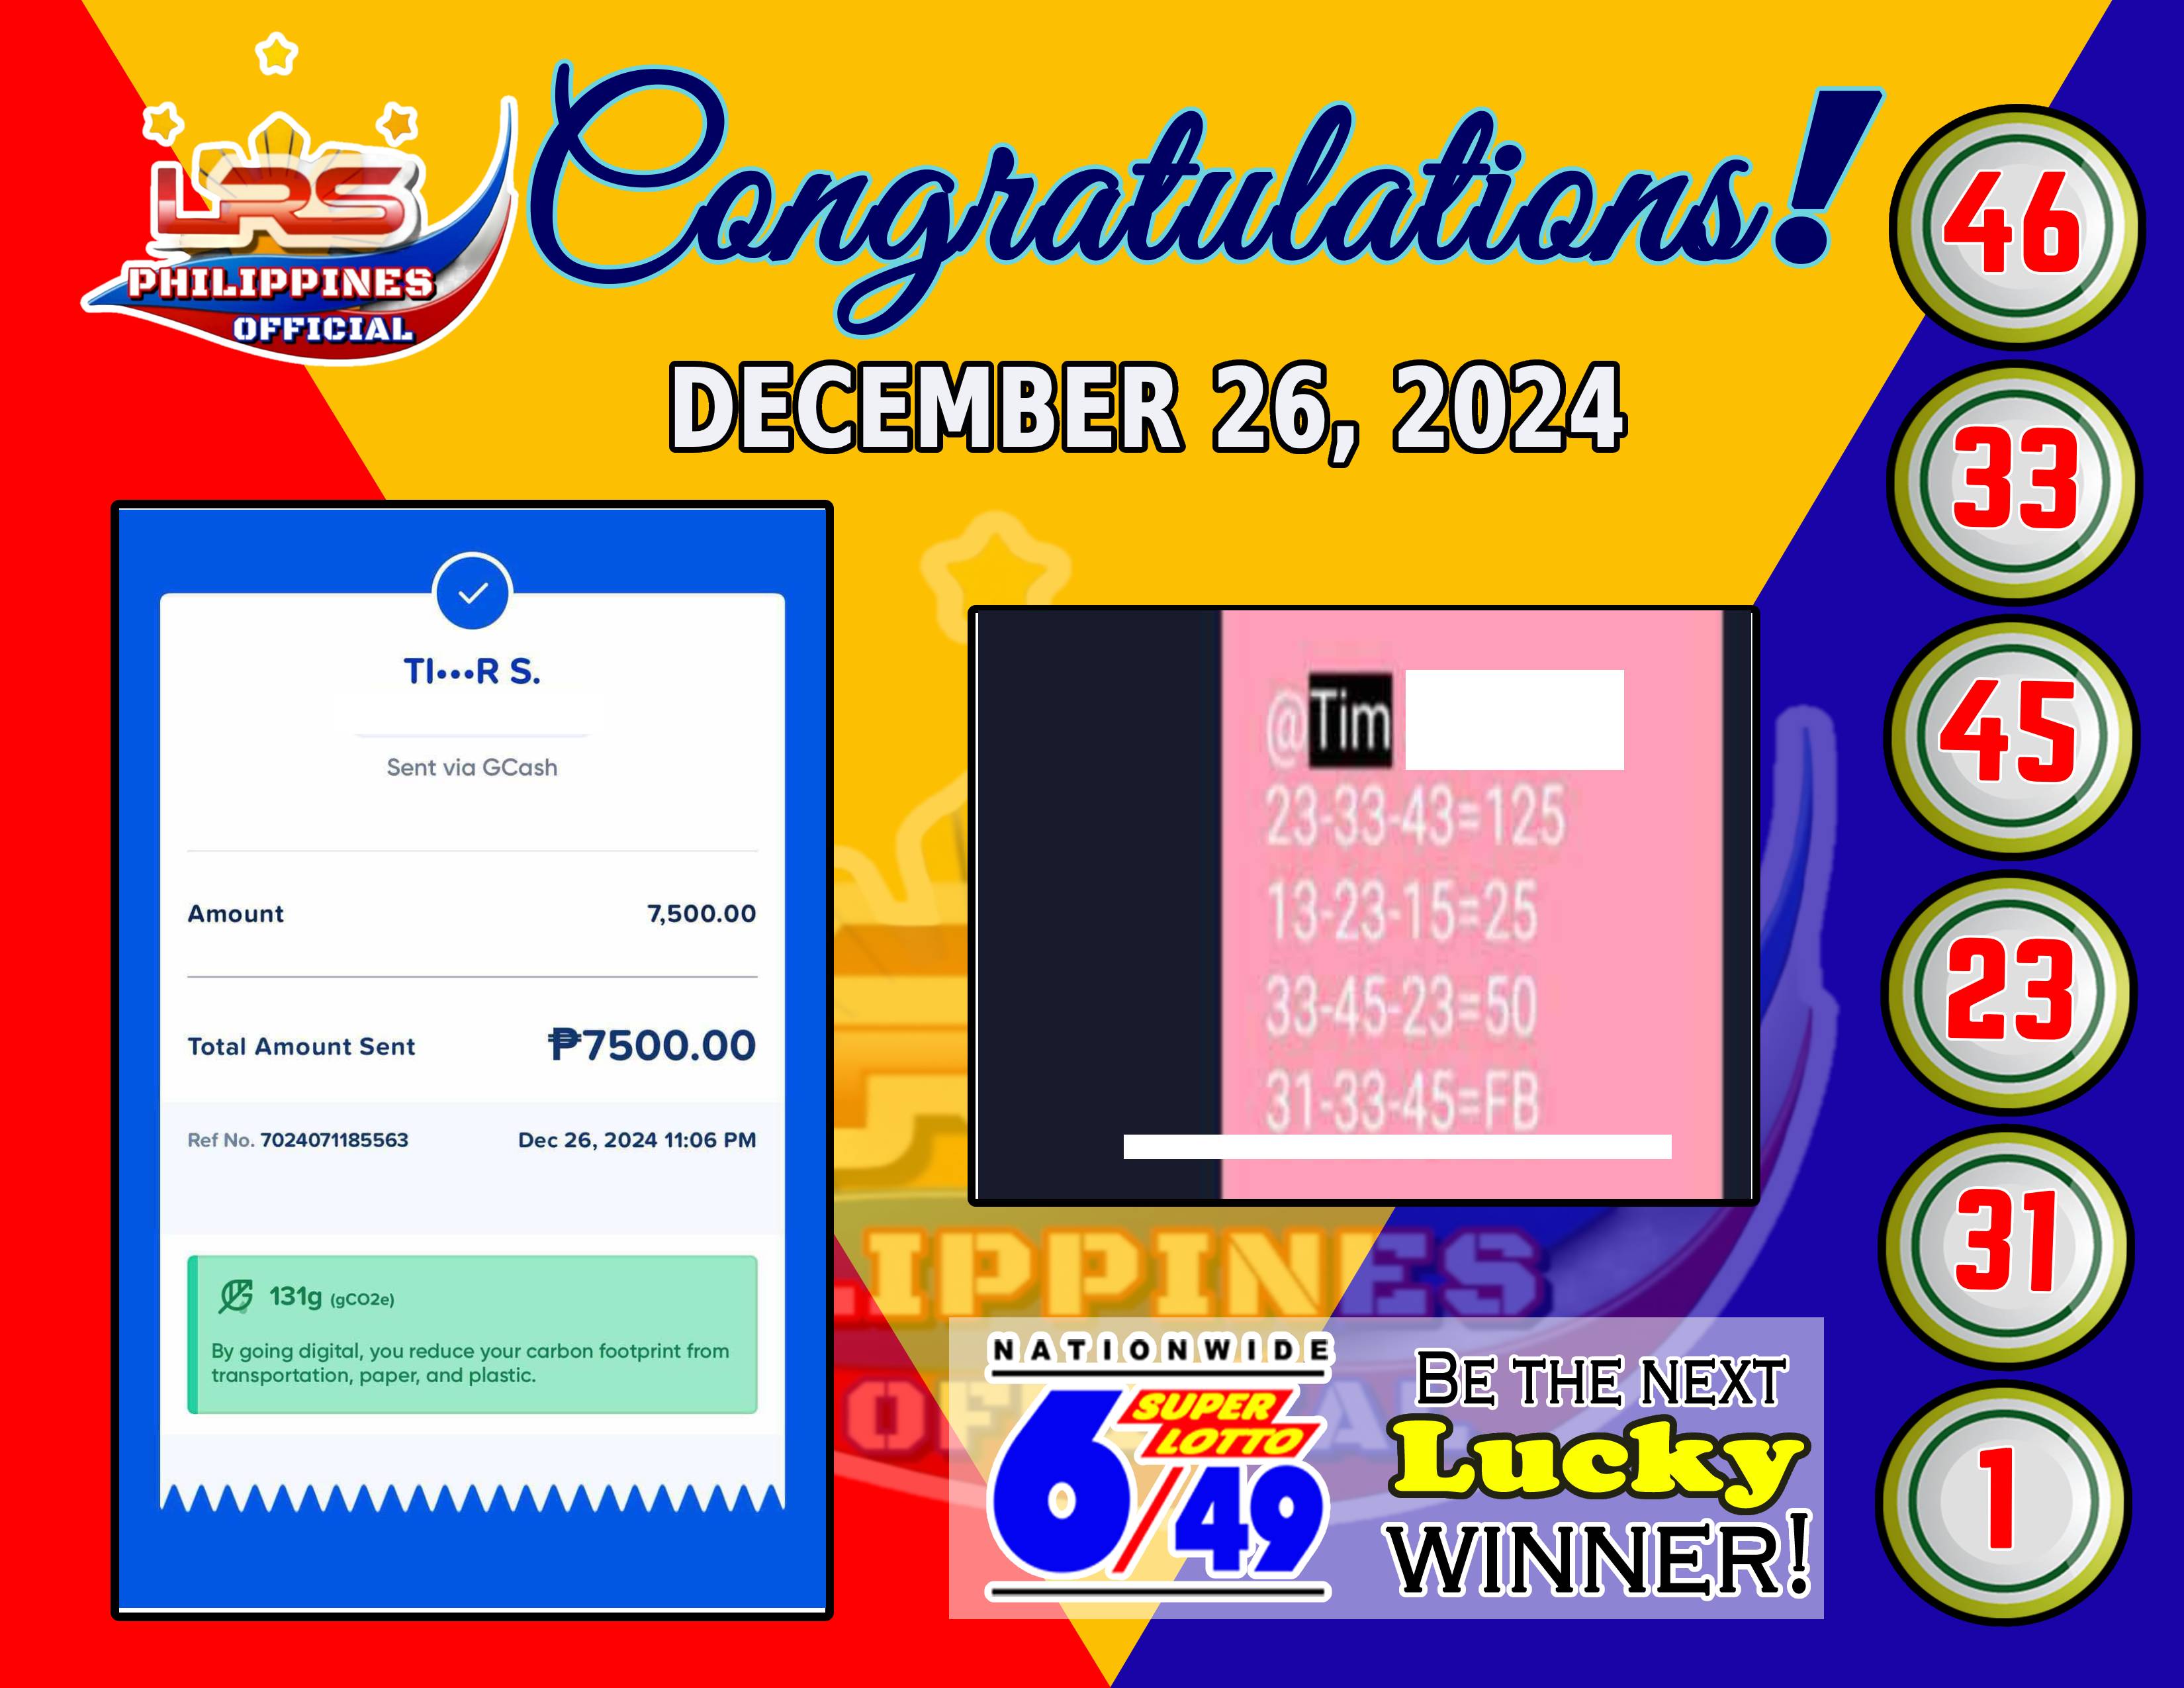 LRS
PHILIPPINES
OFFICIAL
Congratulations!
DECEMBER 26, 2024
TI•••R S.
Sent via GCash
Amount 7,500.00
Total Amount Sent ₱7500.00
Ref No. 7024071185563 Dec 26, 2024 11:06 PM
131g (gCO2e)
By going digital, you reduce your carbon footprint from
transportation, paper, and plastic.
@Tim
23-33-43=125
13-23-15=25
33-45-23=50
31-33-45=FB
NATIONWIDE
SUPER
LOTTO
6/49
BE THE NEXT
Lucky
WINNER!
46
33
45
23
31
1